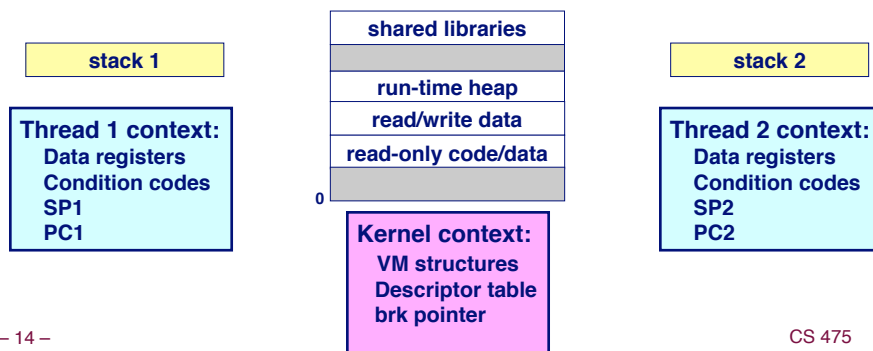 stack 1
Thread 1 context:
Data registers
Condition codes
SP1
PC1
shared libraries
run-time heap
read/write data
read-only code/data
0
Kernel context:
VM structures
Descriptor table
brk pointer
stack 2
Thread 2 context:
Data registers
Condition codes
SP2
PC2
– 14 –
CS 475